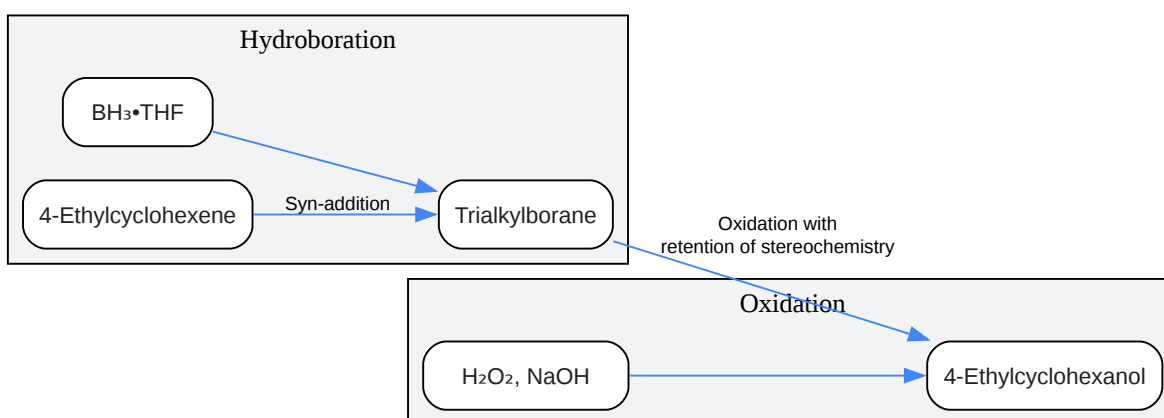 Hydroboration
BH₃•THF
4-Ethylcyclohexene
Syn-addition
Trialkylborane
Oxidation with
retention of stereochemistry
Oxidation
H₂O₂, NaOH
4-Ethylcyclohexanol